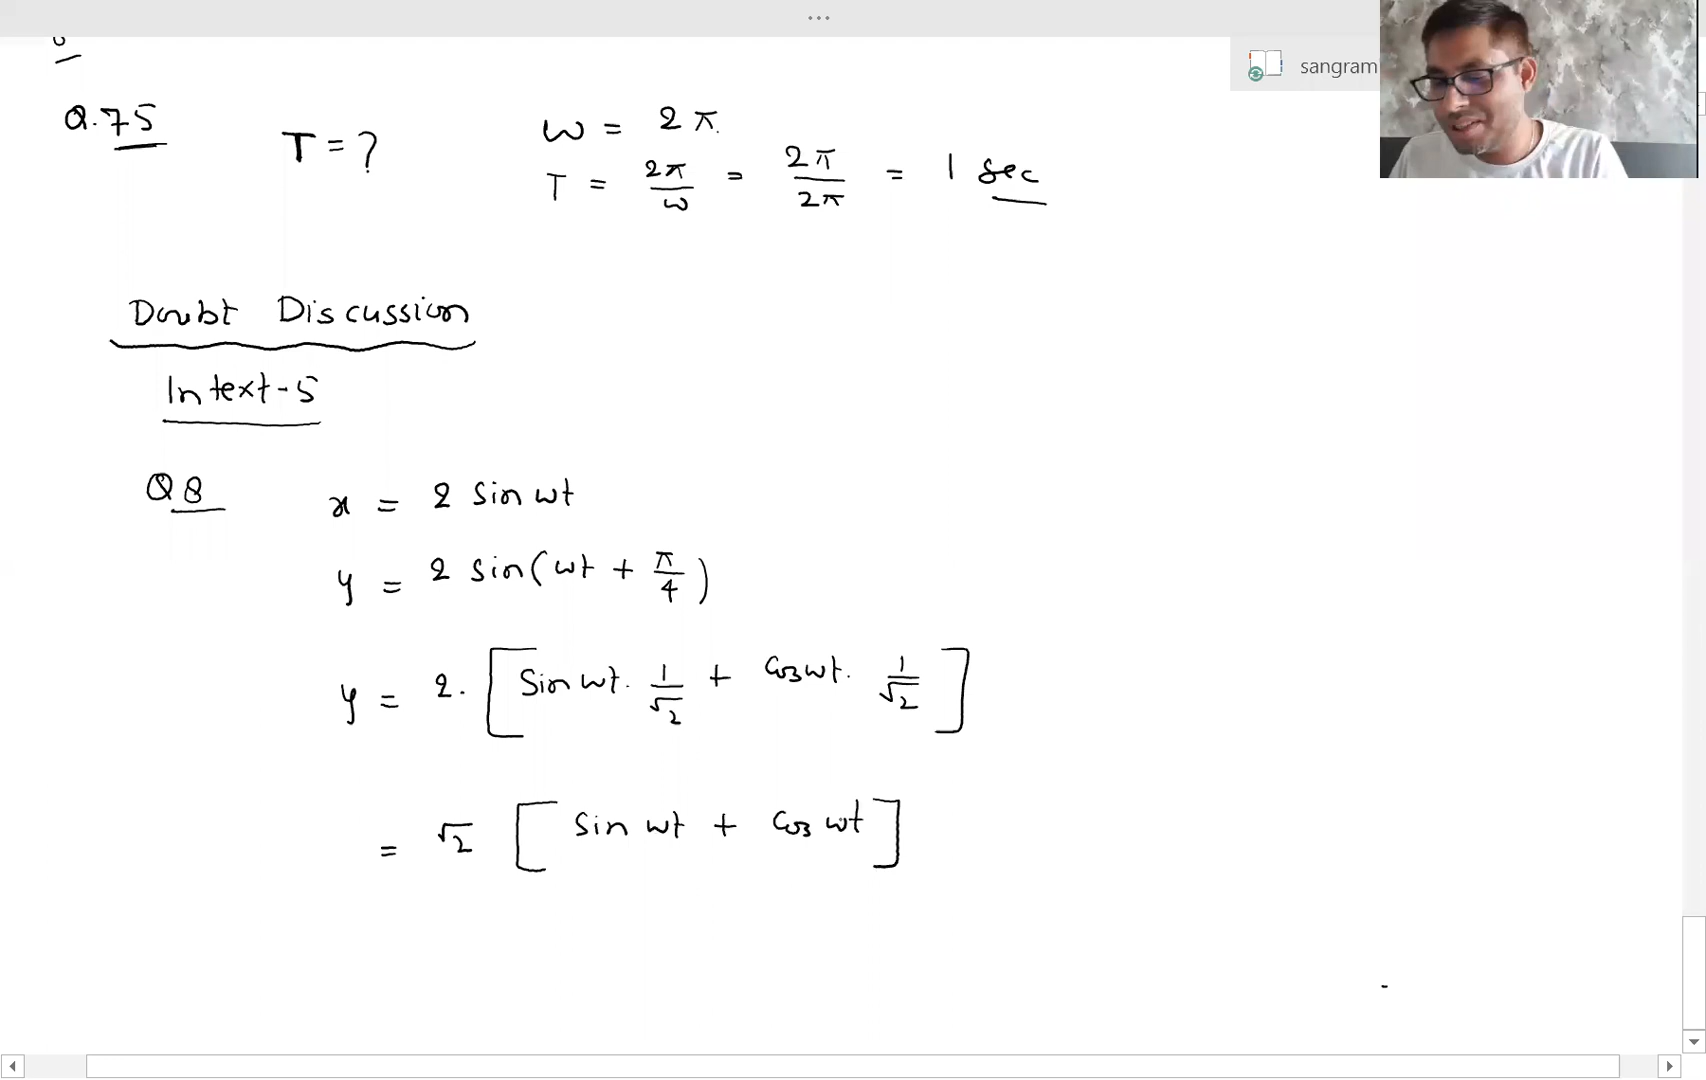 sangram
Q.75
T = ?
ω = 2π
T = 2π/ω = 2π/2π = 1 sec
Doubt Discussion
Intext-5
Q8
x = 2 sin ωt
y = 2 sin(ωt + π/4)
y = 2. [sin ωt. 1/√2 + cos ωt. 1/√2]
= √2 [sin ωt + cos ωt]